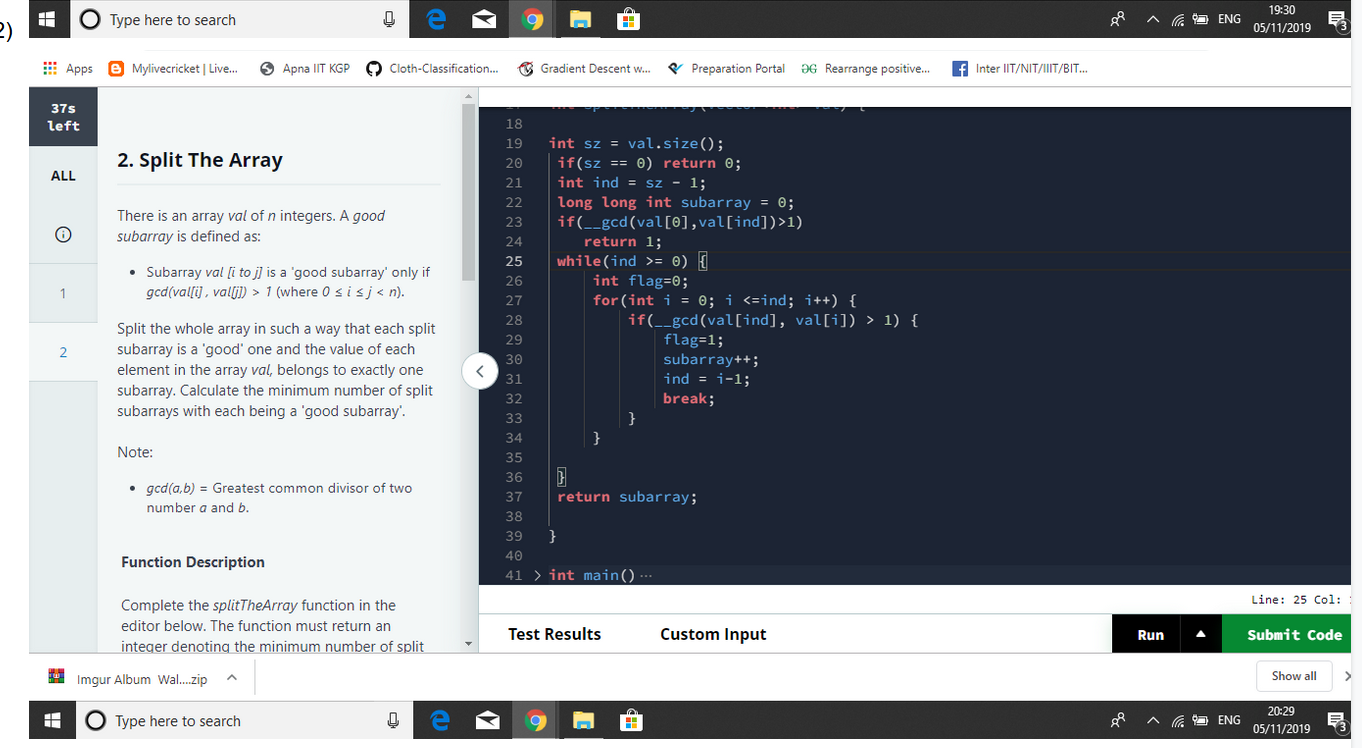 2)
Type here to search
ENG
19:30
05/11/2019
3
Apps
Mylivecricket | Live...
Apna IIT KGP
Cloth-Classification...
Gradient Descent w...
Preparation Portal
Rearrange positive...
Inter IIT/NIT/IIIT/BIT...
37s
left
ALL
1
2
2. Split The Array
There is an array val of n integers. A good
subarray is defined as:
• Subarray val [i to j] is a 'good subarray' only if
gcd(val[i] , val[j]) > 1 (where 0 ≤ i ≤ j < n).
Split the whole array in such a way that each split
subarray is a 'good' one and the value of each
element in the array val, belongs to exactly one
subarray. Calculate the minimum number of split
subarrays with each being a 'good subarray'.
Note:
• gcd(a,b) = Greatest common divisor of two
number a and b.
Function Description
Complete the splitTheArray function in the
editor below. The function must return an
integer denoting the minimum number of split
18
19 int sz = val.size();
20 if(sz == 0) return 0;
21 int ind = sz - 1;
22 long long int subarray = 0;
23 if(__gcd(val[0],val[ind])>1)
24 return 1;
25 while(ind >= 0) {
26 int flag=0;
27 for(int i = 0; i <=ind; i++) {
28 if(__gcd(val[ind], val[i]) > 1) {
29 flag=1;
30 subarray++;
31 ind = i-1;
32 break;
33 }
34 }
35
36 }
37 return subarray;
38
39 }
40
41 > int main() ...
Line: 25 Col:
Test Results
Custom Input
Run
Submit Code
Imgur Album Wal....zip
Show all
Type here to search
ENG
20:29
05/11/2019
3